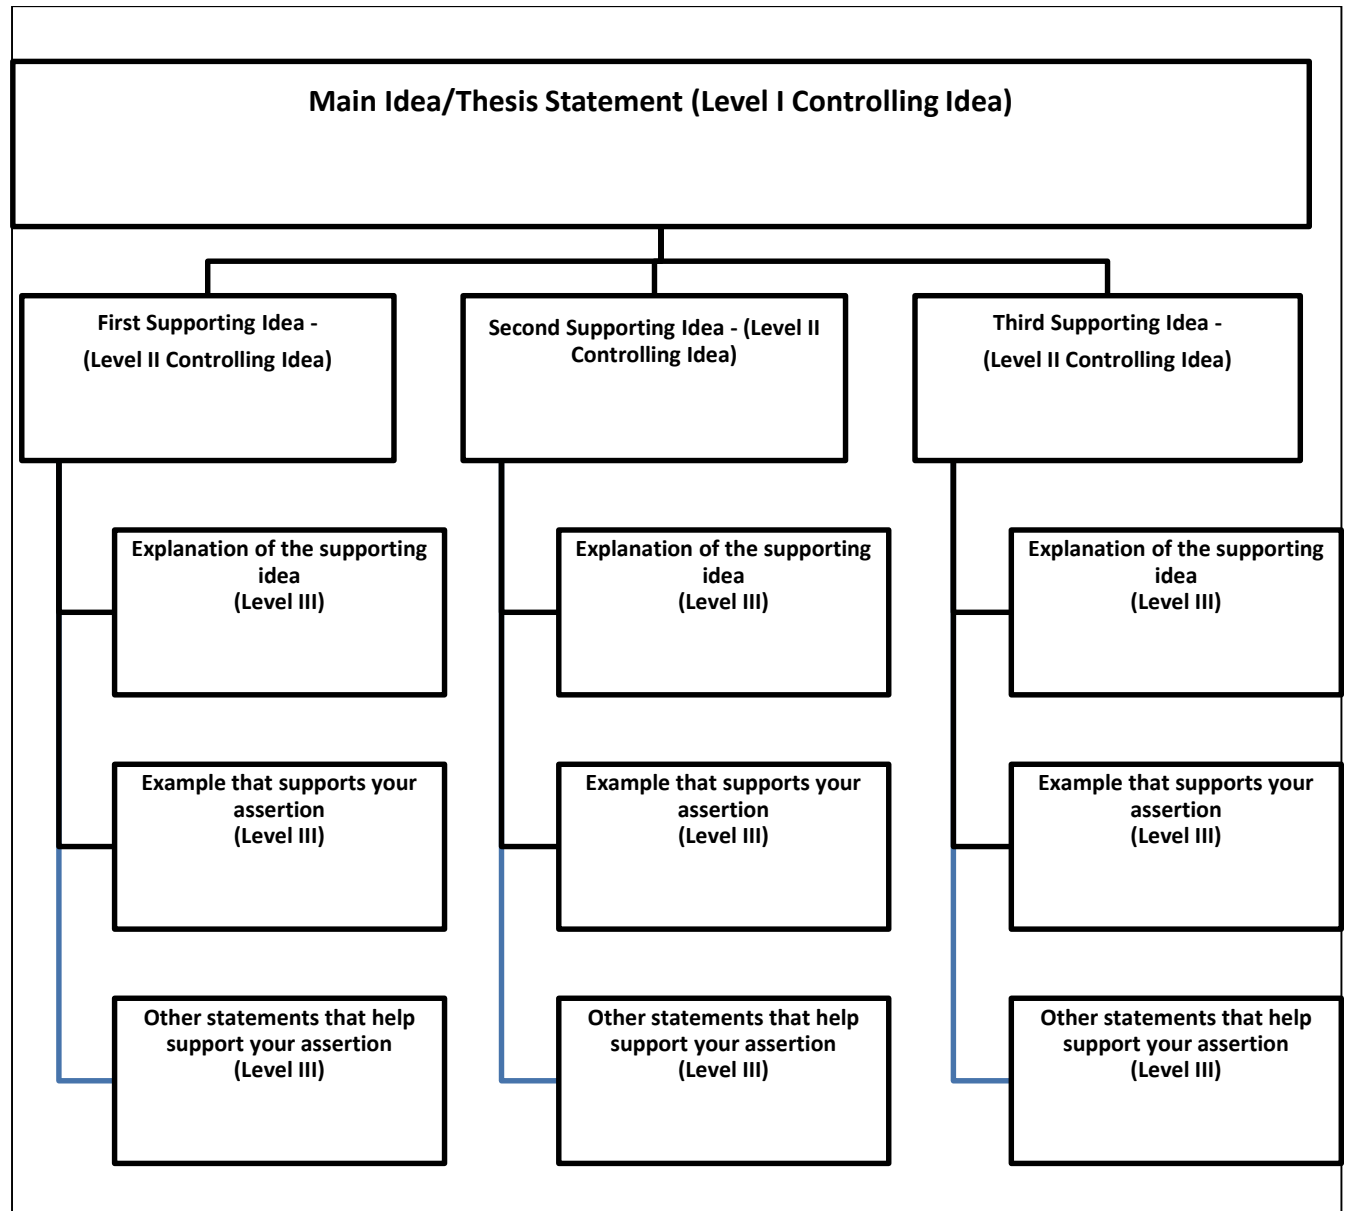 Main Idea/Thesis Statement (Level I Controlling Idea)
First Supporting Idea -
(Level II Controlling Idea)
Second Supporting Idea - (Level II
Controlling Idea)
Third Supporting Idea -
(Level II Controlling Idea)
Explanation of the supporting
idea
(Level III)
Explanation of the supporting
idea
(Level III)
Explanation of the supporting
idea
(Level III)
Example that supports your
assertion
(Level III)
Example that supports your
assertion
(Level III)
Example that supports your
assertion
(Level III)
Other statements that help
support your assertion
(Level III)
Other statements that help
support your assertion
(Level III)
Other statements that help
support your assertion
(Level III)